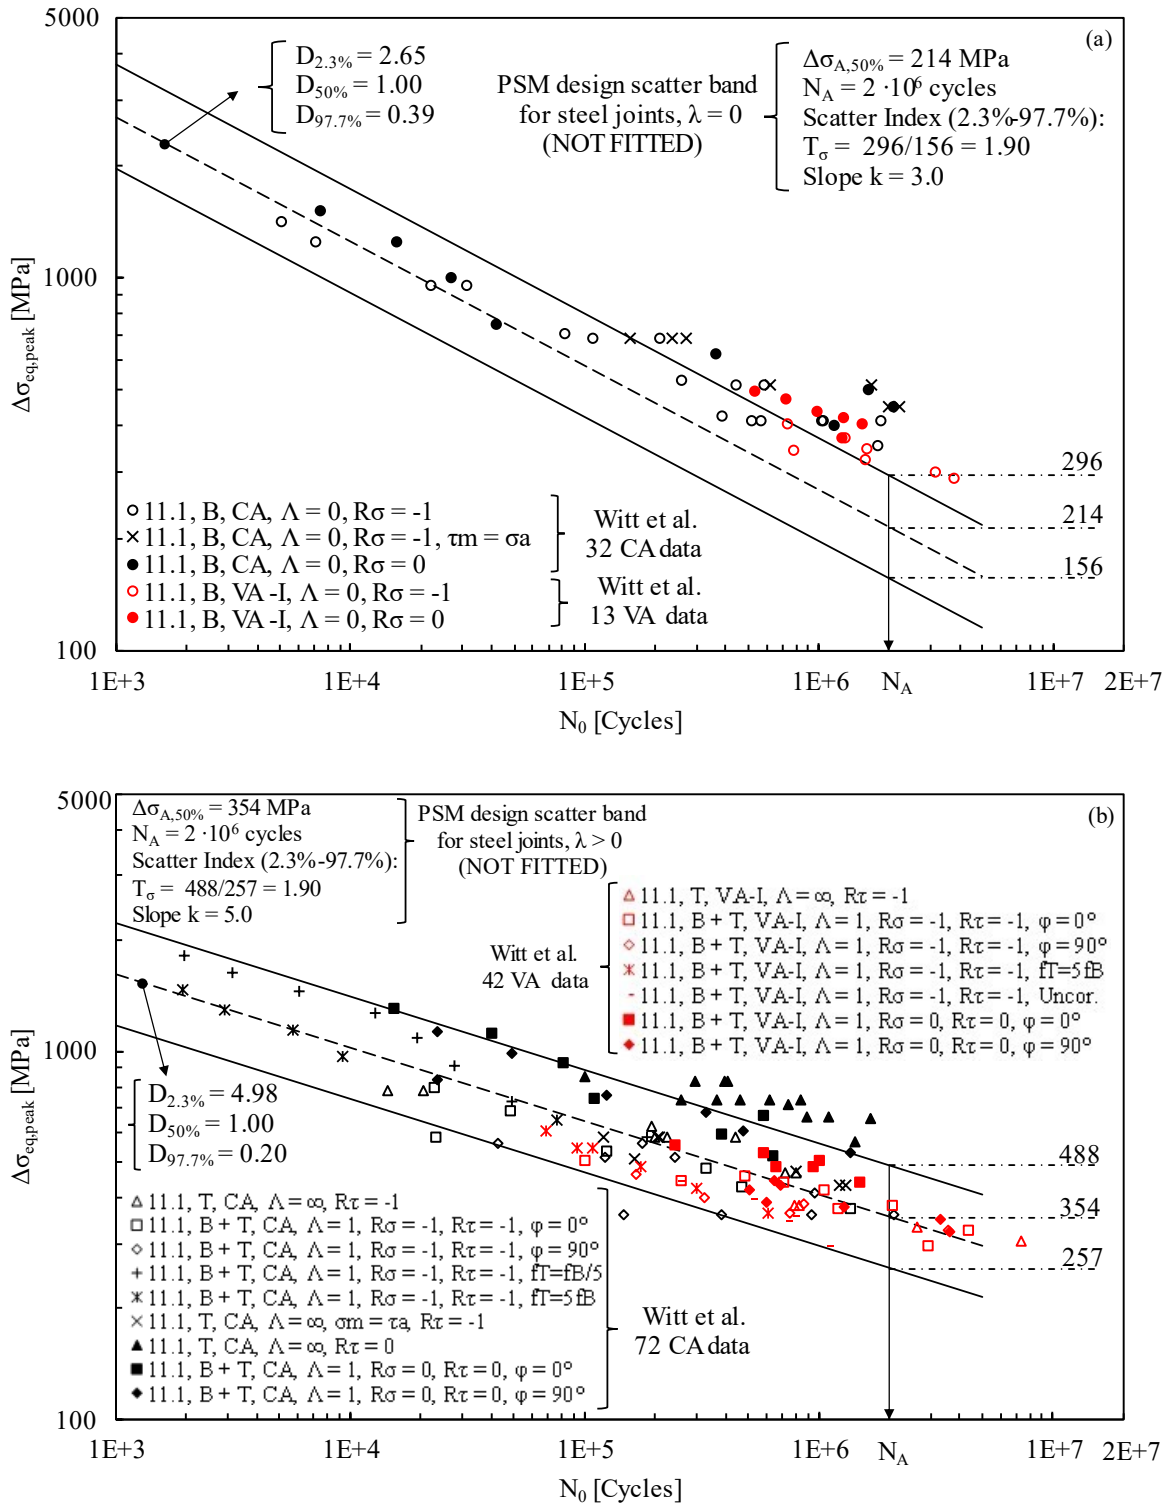 (a)
5000
1000
100
Δσeq,peak [MPa]
D2.3% = 2.65
D50% = 1.00
D97.7% = 0.39
PSM design scatter band
for steel joints, λ = 0
(NOT FITTED)
ΔσA,50% = 214 MPa
NA = 2 ·10⁶ cycles
Scatter Index (2.3%-97.7%):
Tσ = 296/156 = 1.90
Slope k = 3.0
296
214
156
11.1, B, CA, Λ = 0, Rσ = -1
11.1, B, CA, Λ = 0, Rσ = -1, τm = σa
11.1, B, CA, Λ = 0, Rσ = 0
11.1, B, VA-I, Λ = 0, Rσ = -1
11.1, B, VA-I, Λ = 0, Rσ = 0
Witt et al.
32 CA data
Witt et al.
13 VA data
1E+3 1E+4 1E+5 1E+6 NA 1E+7 2E+7
N0 [Cycles]
(b)
5000
1000
100
Δσeq,peak [MPa]
ΔσA,50% = 354 MPa
NA = 2 ·10⁶ cycles
Scatter Index (2.3%-97.7%):
Tσ = 488/257 = 1.90
Slope k = 5.0
PSM design scatter band
for steel joints, λ > 0
(NOT FITTED)
Witt et al.
42 VA data
11.1, T, VA-I, Λ = ∞, Rτ = -1
11.1, B + T, VA-I, Λ = 1, Rσ = -1, Rτ = -1, φ = 0°
11.1, B + T, VA-I, Λ = 1, Rσ = -1, Rτ = -1, φ = 90°
11.1, B + T, VA-I, Λ = 1, Rσ = -1, Rτ = -1, fT=5fB
11.1, B + T, VA-I, Λ = 1, Rσ = -1, Rτ = -1, Uncor.
11.1, B + T, VA-I, Λ = 1, Rσ = 0, Rτ = 0, φ = 0°
11.1, B + T, VA-I, Λ = 1, Rσ = 0, Rτ = 0, φ = 90°
D2.3% = 4.98
D50% = 1.00
D97.7% = 0.20
488
354
257
11.1, T, CA, Λ = ∞, Rτ = -1
11.1, B + T, CA, Λ = 1, Rσ = -1, Rτ = -1, φ = 0°
11.1, B + T, CA, Λ = 1, Rσ = -1, Rτ = -1, φ = 90°
11.1, B + T, CA, Λ = 1, Rσ = -1, Rτ = -1, fT=fB/5
11.1, B + T, CA, Λ = 1, Rσ = -1, Rτ = -1, fT=5fB
11.1, T, CA, Λ = ∞, σm = τa, Rτ = -1
11.1, T, CA, Λ = ∞, Rτ = 0
11.1, B + T, CA, Λ = 1, Rσ = 0, Rτ = 0, φ = 0°
11.1, B + T, CA, Λ = 1, Rσ = 0, Rτ = 0, φ = 90°
Witt et al.
72 CA data
1E+3 1E+4 1E+5 1E+6 NA 1E+7 2E+7
N0 [Cycles]